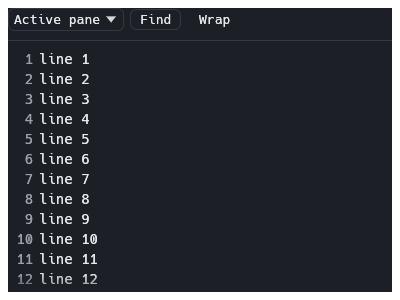 Active pane Find Wrap
1 line 1
2 line 2
3 line 3
4 line 4
5 line 5
6 line 6
7 line 7
8 line 8
9 line 9
10 line 10
11 line 11
12 line 12